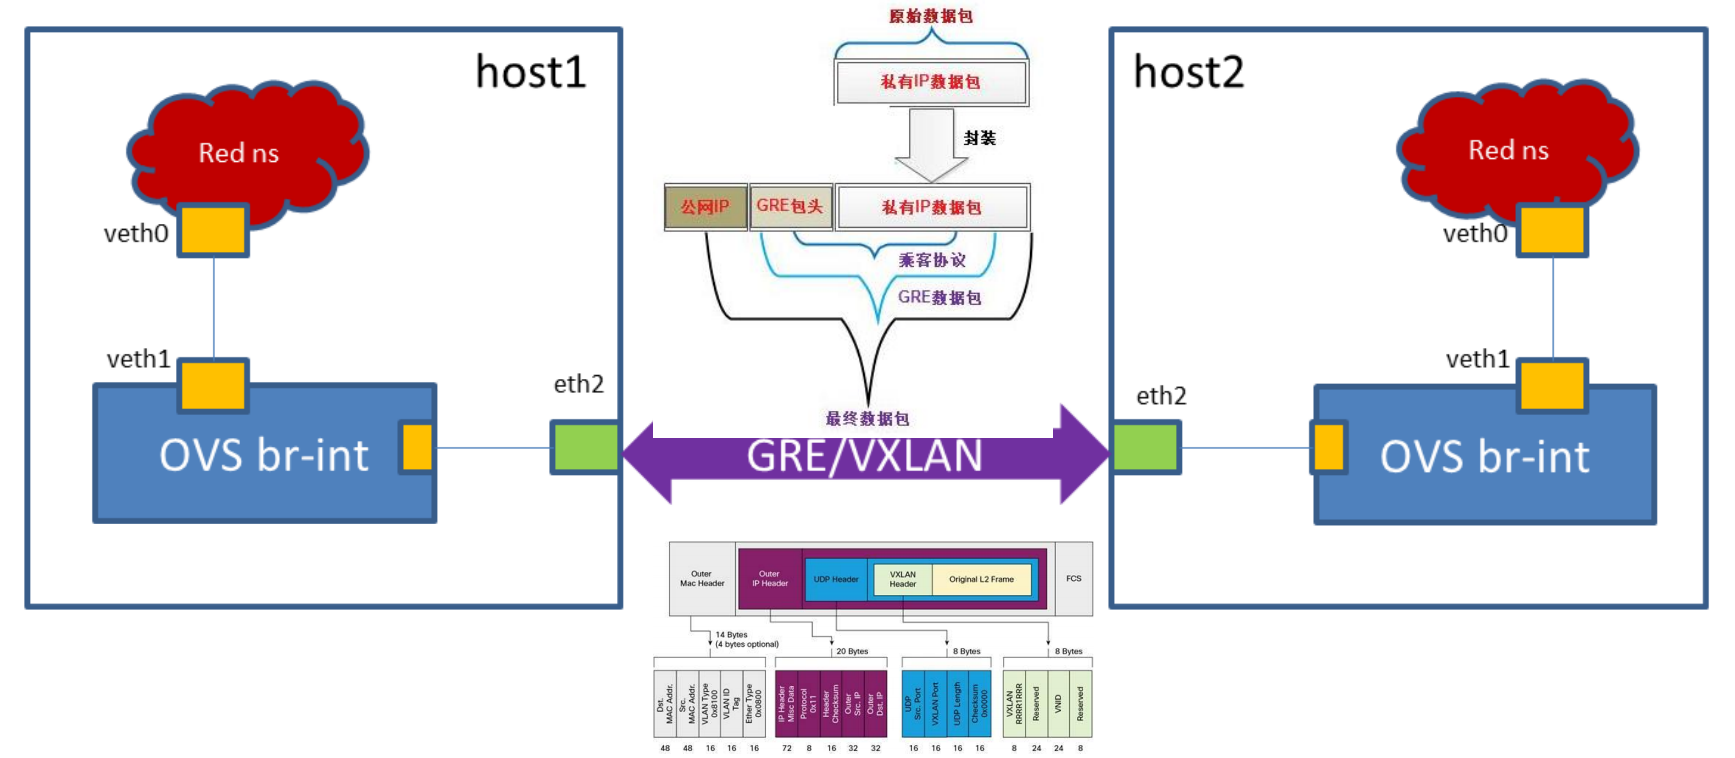 host1
Red ns
veth0
veth1
OVS br-int
eth2
原始数据包
私有IP数据包
封装
公网IP
GRE包头
私有IP数据包
乘客协议
GRE数据包
最终数据包
GRE/VXLAN
host2
Red ns
veth0
veth1
eth2
OVS br-int
Outer
Mac Header
Outer
IP Header
UDP Header
VXLAN
Header
Original L2 Frame
FCS
14 Bytes
(4 bytes optional)
20 Bytes
8 Bytes
8 Bytes
Dst.
MAC Addr.
Src.
MAC Addr.
VLAN Type
0x8100
VLAN ID
Tag
Ether Type
0x0800
IP Header
Misc Data
Protocol
0x11
Header
Checksum
Outer
Src. IP
Outer
Dst. IP
UDP
Src. Port
VXLAN Port
UDP Length
Checksum
0x0000
VXLAN
RRRR1RRR
Reserved
VNID
Reserved
48 48 16 16 16
72 8 16 32 32
16 16 16 16
8 24 24 8